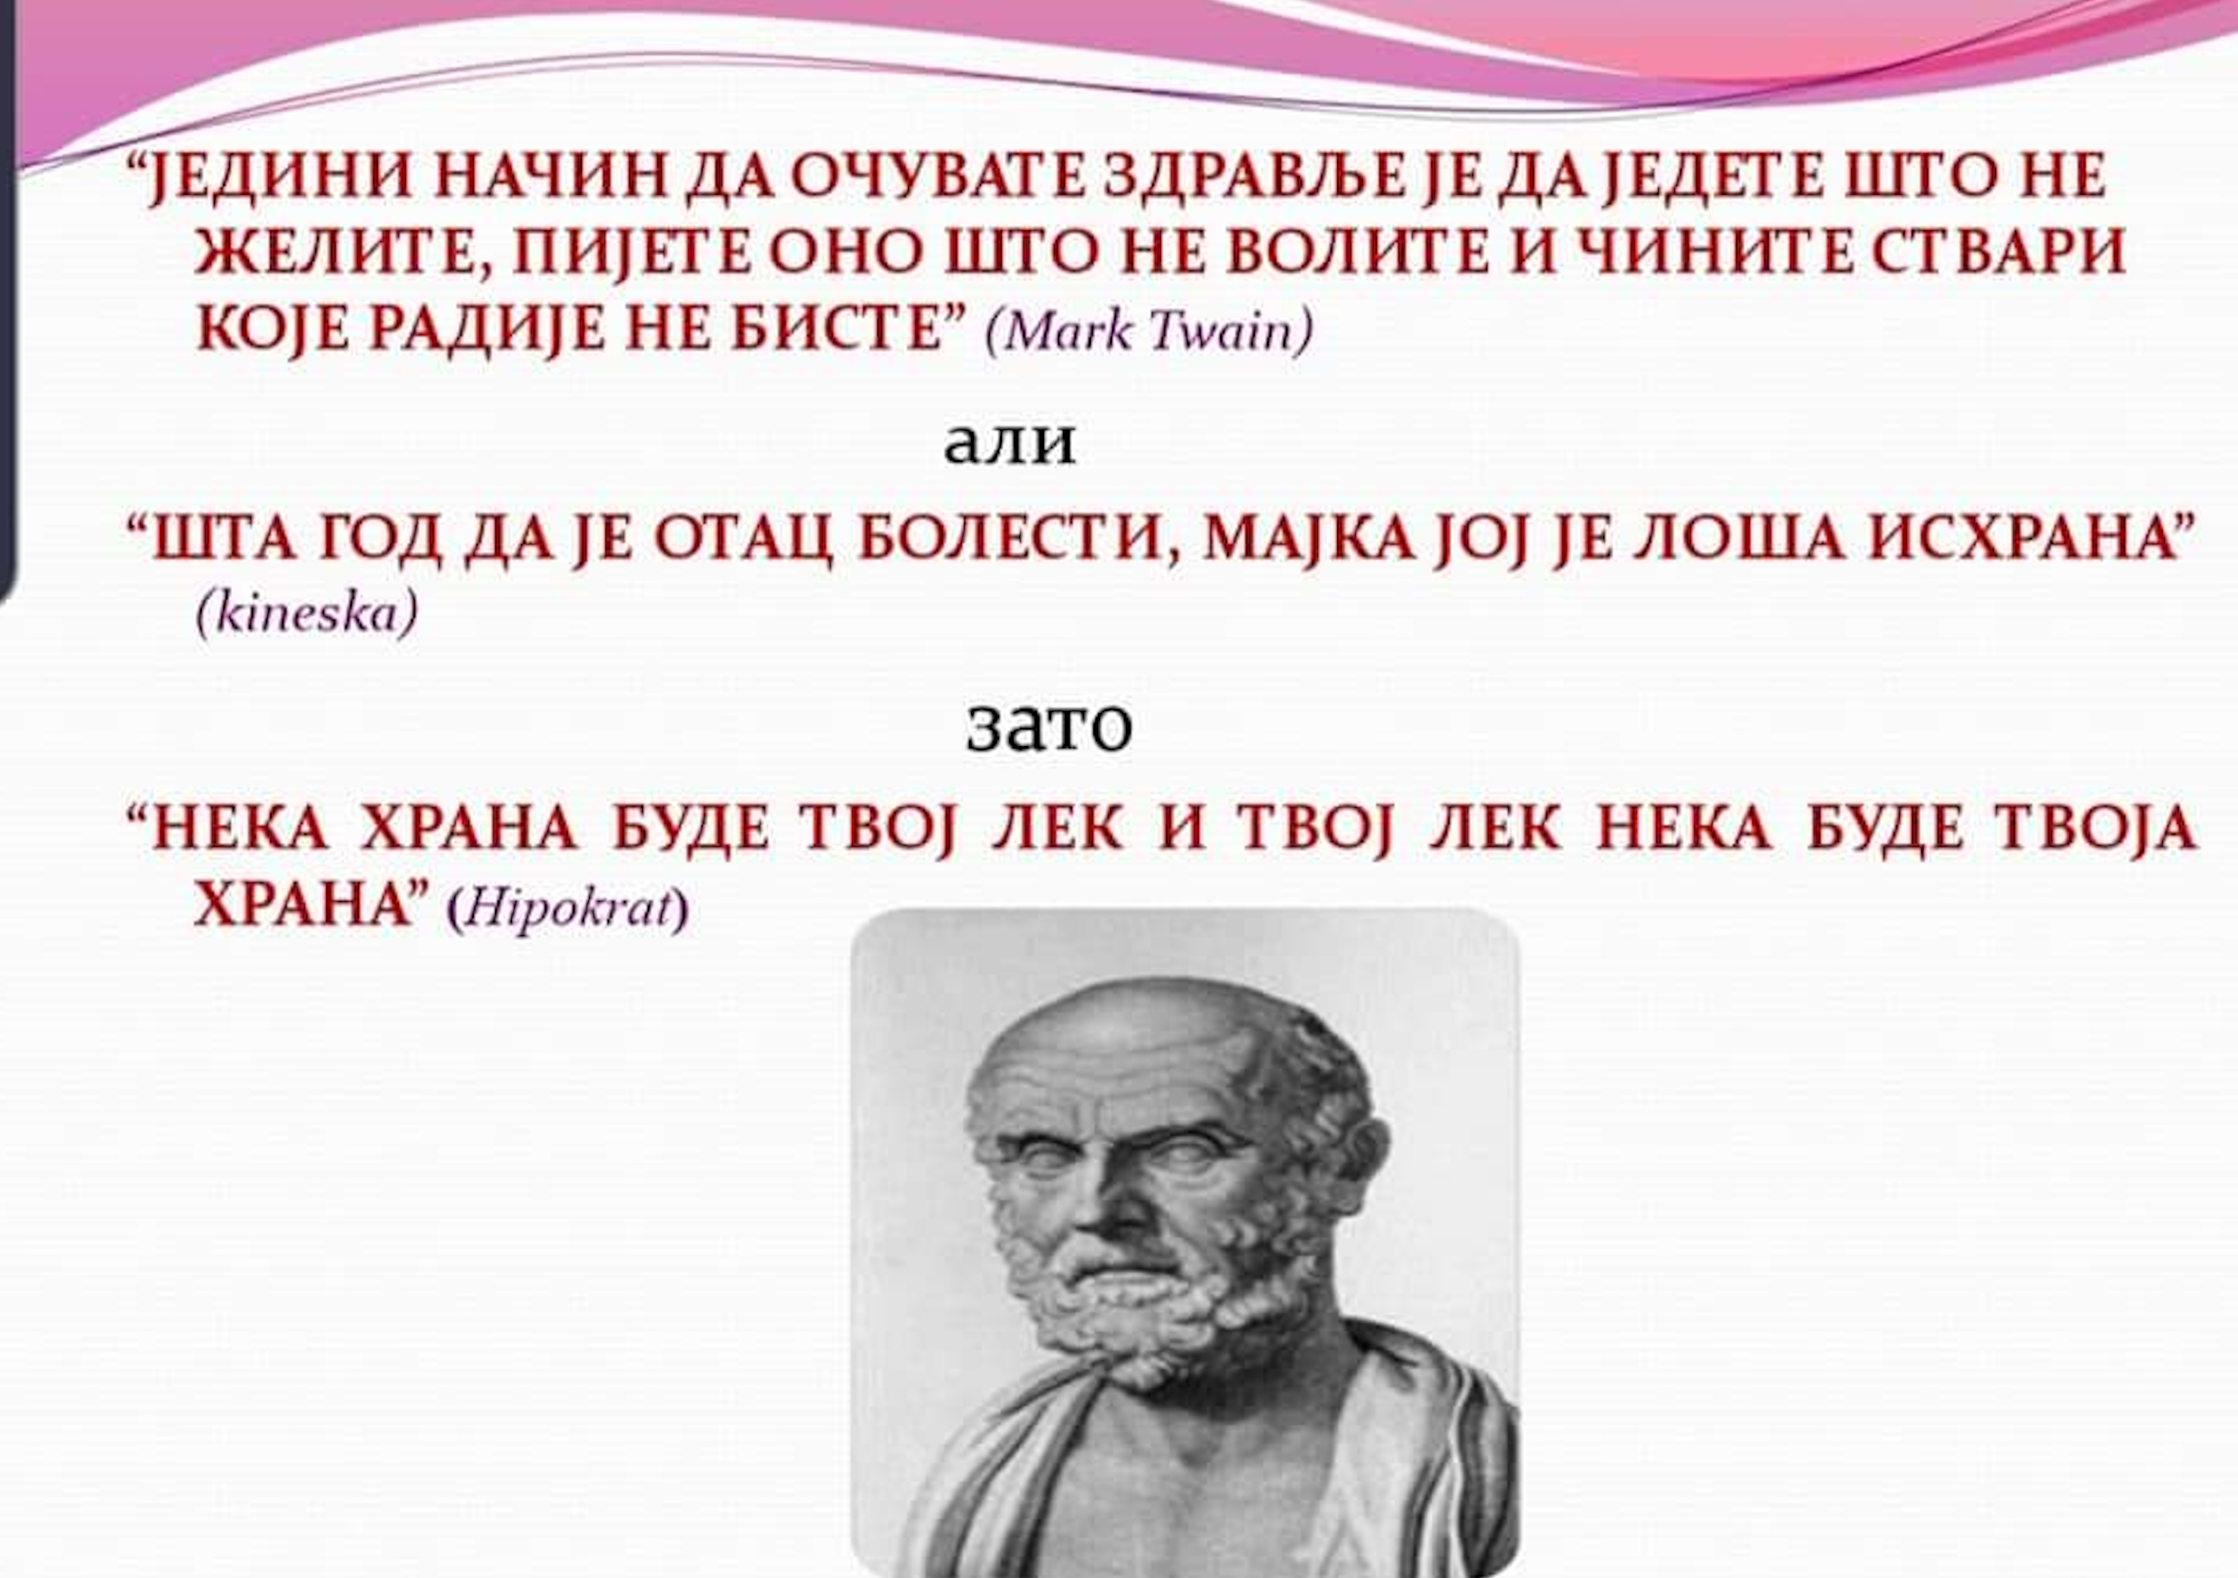 “ЈЕДИНИ НАЧИН ДА ОЧУВАТЕ ЗДРАВЉЕ ЈЕ ДА ЈЕДЕТЕ ШТО НЕ
ЖЕЛИТЕ, ПИЈЕТЕ ОНО ШТО НЕ ВОЛИТЕ И ЧИНИТЕ СТВАРИ
КОЈЕ РАДИЈЕ НЕ БИСТЕ” (Mark Twain)
али
“ШТА ГОД ДА ЈЕ ОТАЦ БОЛЕСТИ, МАЈКА ЈОЈ ЈЕ ЛОША ИСХРАНА”
(kineska)
зато
“НЕКА ХРАНА БУДЕ ТВОЈ ЛЕК И ТВОЈ ЛЕК НЕКА БУДЕ ТВОЈА
ХРАНА” (Hipokrat)